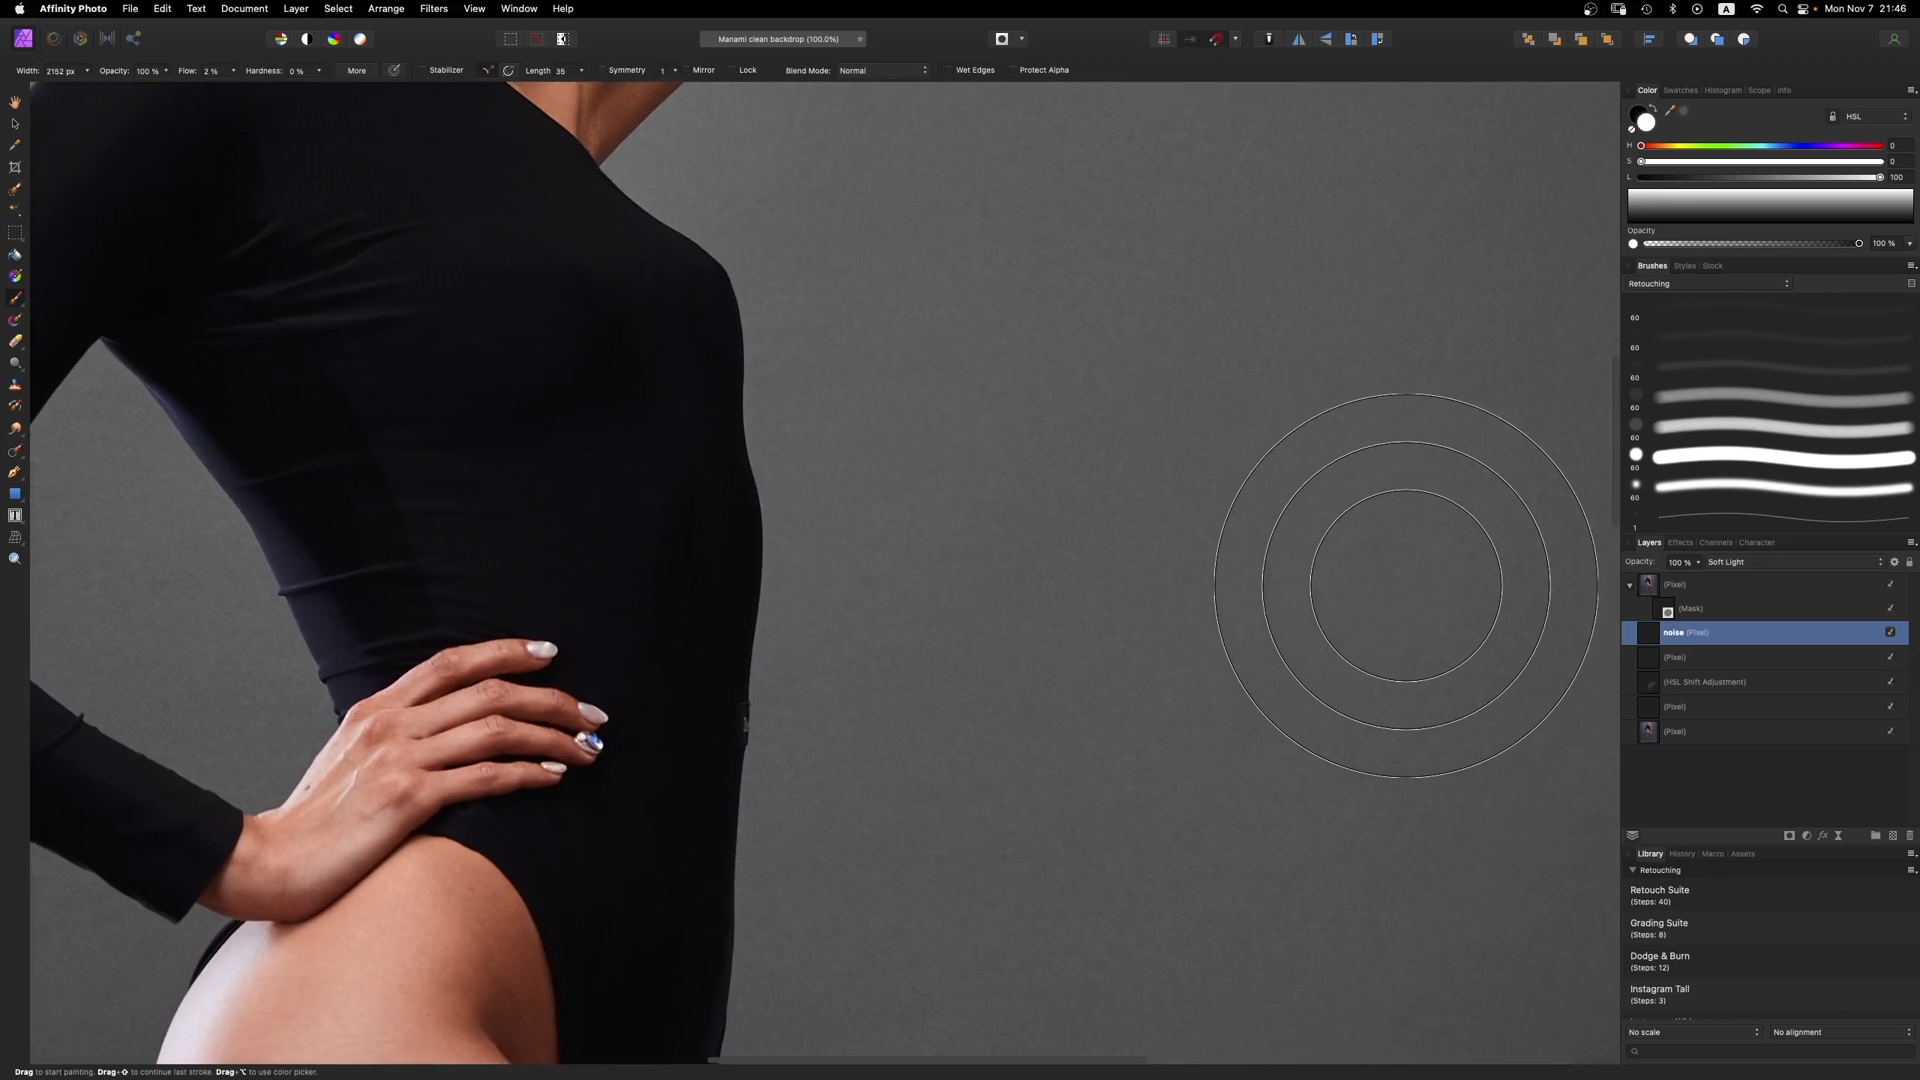 Affinity Photo File Edit Text Document Layer Select Arrange Filters View Window Help A Mon Nov 7 21:46
Manami clean backdrop (100.0%)
Width: 2152 px Opacity: 100 % Flow: 2 % Hardness: 0 % More Stabilizer Length 35 Symmetry 1 Mirror Lock Blend Mode: Normal Wet Edges Protect Alpha
Color Swatches Histogram Scope Info
HSL
H 0
S 0
L 100
Opacity
100 %
Brushes Styles Stock
Retouching
60
60
60
60
60
60
60
1
Layers Effects Channels Character
Opacity: 100 % Soft Light
(Pixel)
(Mask)
noise (Pixel)
(Pixel)
(HSL Shift Adjustment)
(Pixel)
(Pixel)
fx
Library History Macro Assets
Retouching
Retouch Suite
(Steps: 40)
Grading Suite
(Steps: 8)
Dodge & Burn
(Steps: 12)
Instagram Tall
(Steps: 3)
No scale No alignment
Drag to start painting. Drag+⇧ to continue last stroke. Drag+⌥ to use color picker.